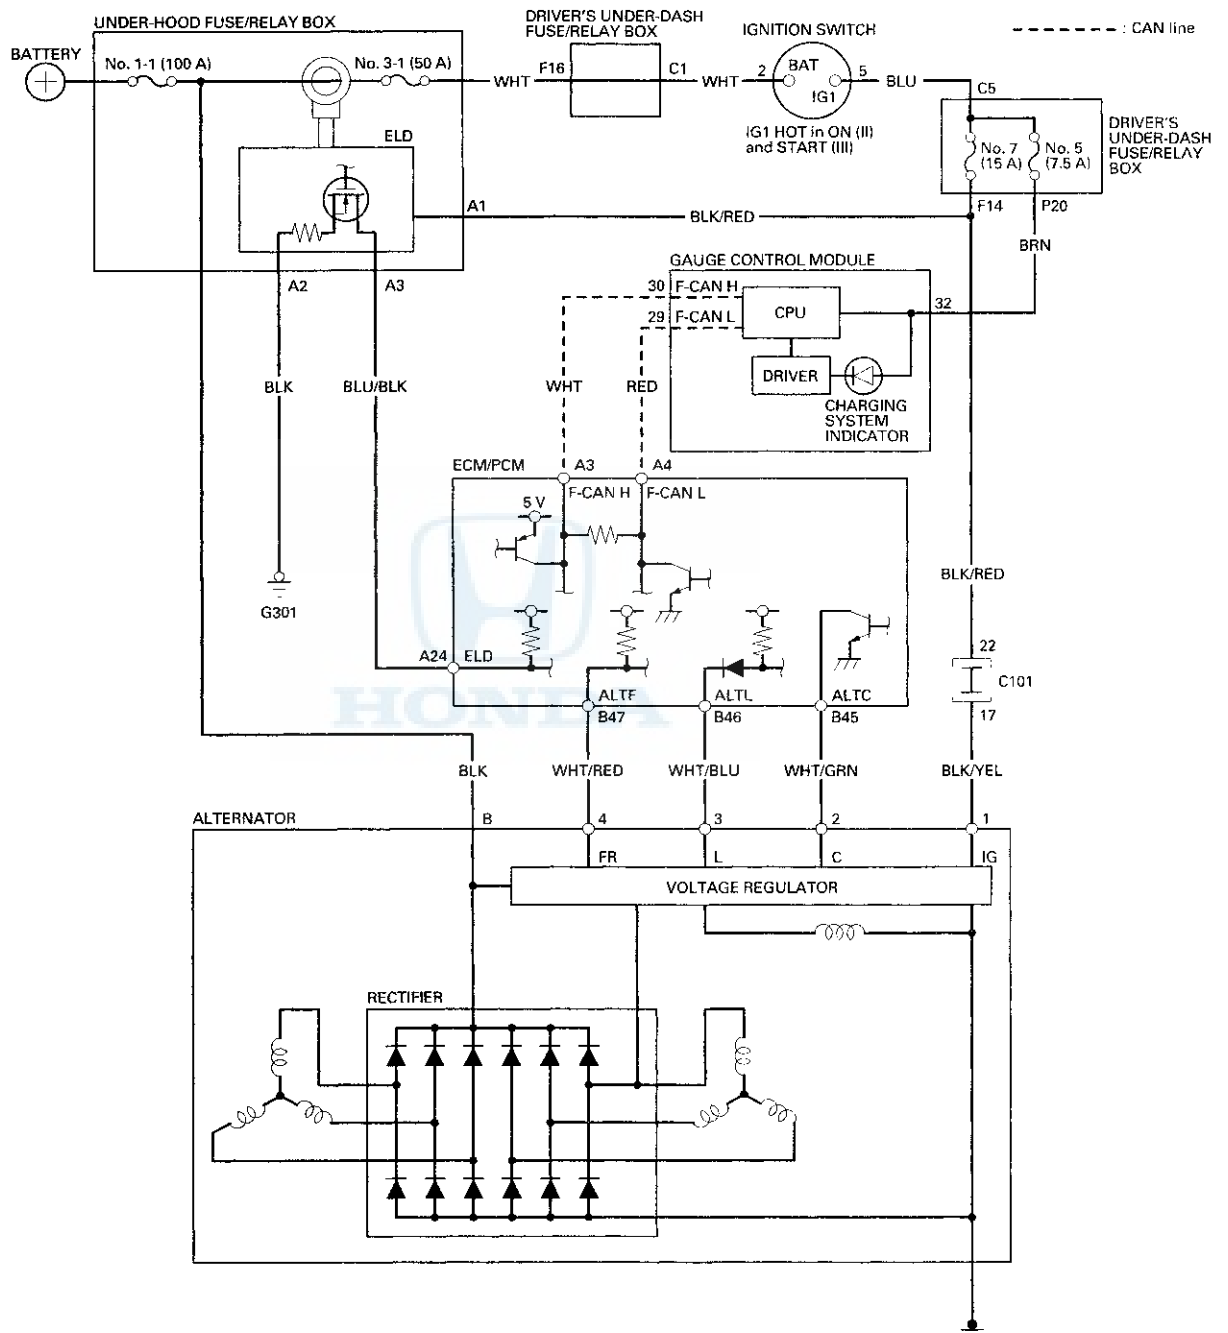 UNDER-HOOD FUSE/RELAY BOX
DRIVER'S UNDER-DASH
FUSE/RELAY BOX
IGNITION SWITCH
: CAN line
BATTERY
No. 1-1 (100 A)
No. 3-1 (50 A)
WHT
F16
C1
WHT
2
BAT
IG1
5
BLU
C5
IG1 HOT in ON (II)
and START (III)
DRIVER'S
UNDER-DASH
FUSE/RELAY
BOX
No. 7
(15 A)
No. 5
(7.5 A)
ELD
A1
BLK/RED
F14
P20
BRN
A2
A3
GAUGE CONTROL MODULE
30
F-CAN H
29
F-CAN L
CPU
32
DRIVER
CHARGING
SYSTEM
INDICATOR
BLK
BLU/BLK
WHT
RED
ECM/PCM
A3
A4
F-CAN H
F-CAN L
5 V
G301
BLK/RED
A24
ELD
22
C101
17
HONDA
ALTF
B47
ALTL
B46
ALTC
B45
BLK
WHT/RED
WHT/BLU
WHT/GRN
BLK/YEL
ALTERNATOR
B
4
3
2
1
FR
L
C
IG
VOLTAGE REGULATOR
RECTIFIER